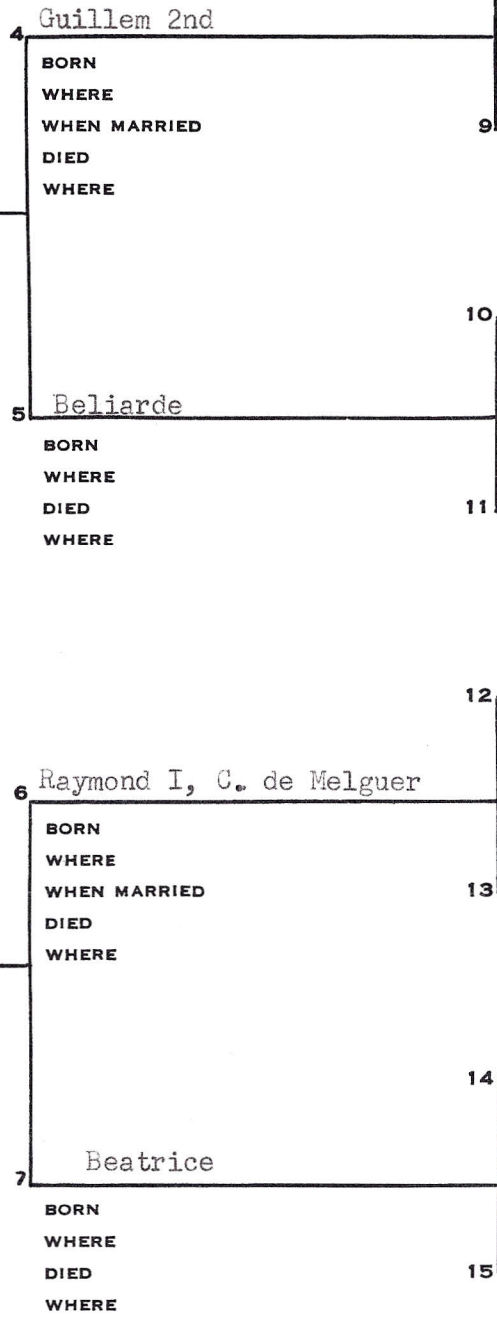 Guillem 2nd
4
BORN
WHERE
WHEN MARRIED
9
DIED
WHERE
10
Beliarde
5
BORN
WHERE
DIED
11
WHERE
12
Raymond I, C. de Melguer
6
BORN
WHERE
WHEN MARRIED
13
DIED
WHERE
14
Beatrice
7
BORN
WHERE
DIED
15
WHERE